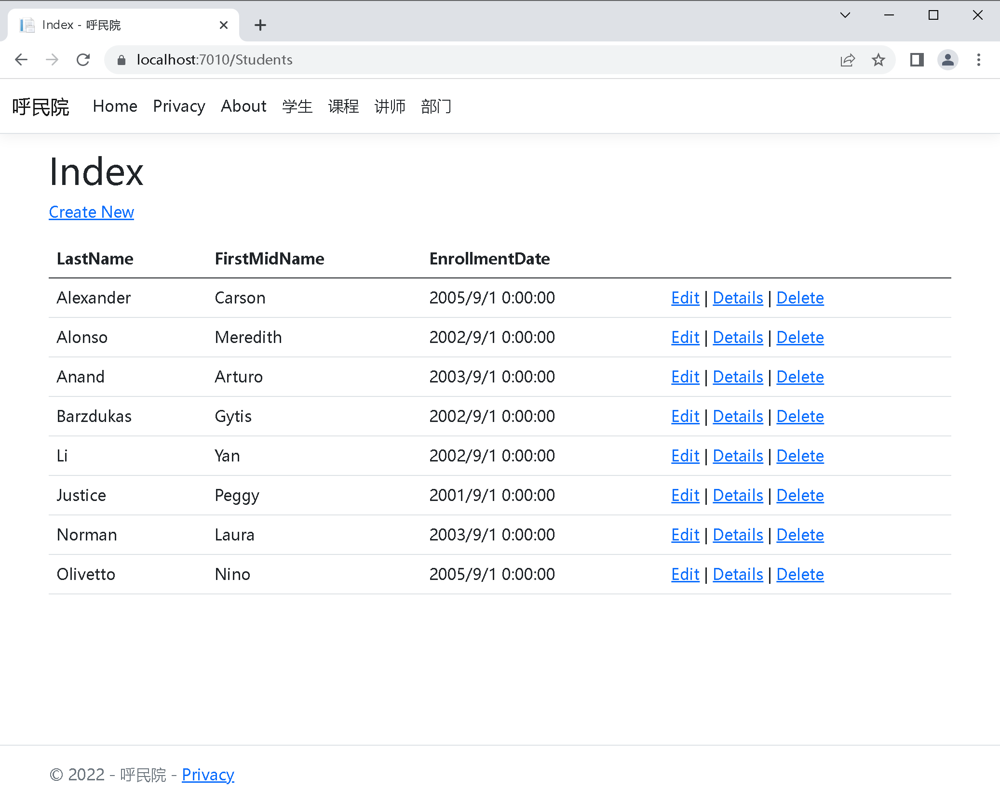 Index - 呼民院
localhost:7010/Students
呼民院 Home Privacy About 学生 课程 讲师 部门
Index
Create New
LastName FirstMidName EnrollmentDate
Alexander Carson 2005/9/1 0:00:00 Edit | Details | Delete
Alonso Meredith 2002/9/1 0:00:00 Edit | Details | Delete
Anand Arturo 2003/9/1 0:00:00 Edit | Details | Delete
Barzdukas Gytis 2002/9/1 0:00:00 Edit | Details | Delete
Li Yan 2002/9/1 0:00:00 Edit | Details | Delete
Justice Peggy 2001/9/1 0:00:00 Edit | Details | Delete
Norman Laura 2003/9/1 0:00:00 Edit | Details | Delete
Olivetto Nino 2005/9/1 0:00:00 Edit | Details | Delete
© 2022 - 呼民院 - Privacy